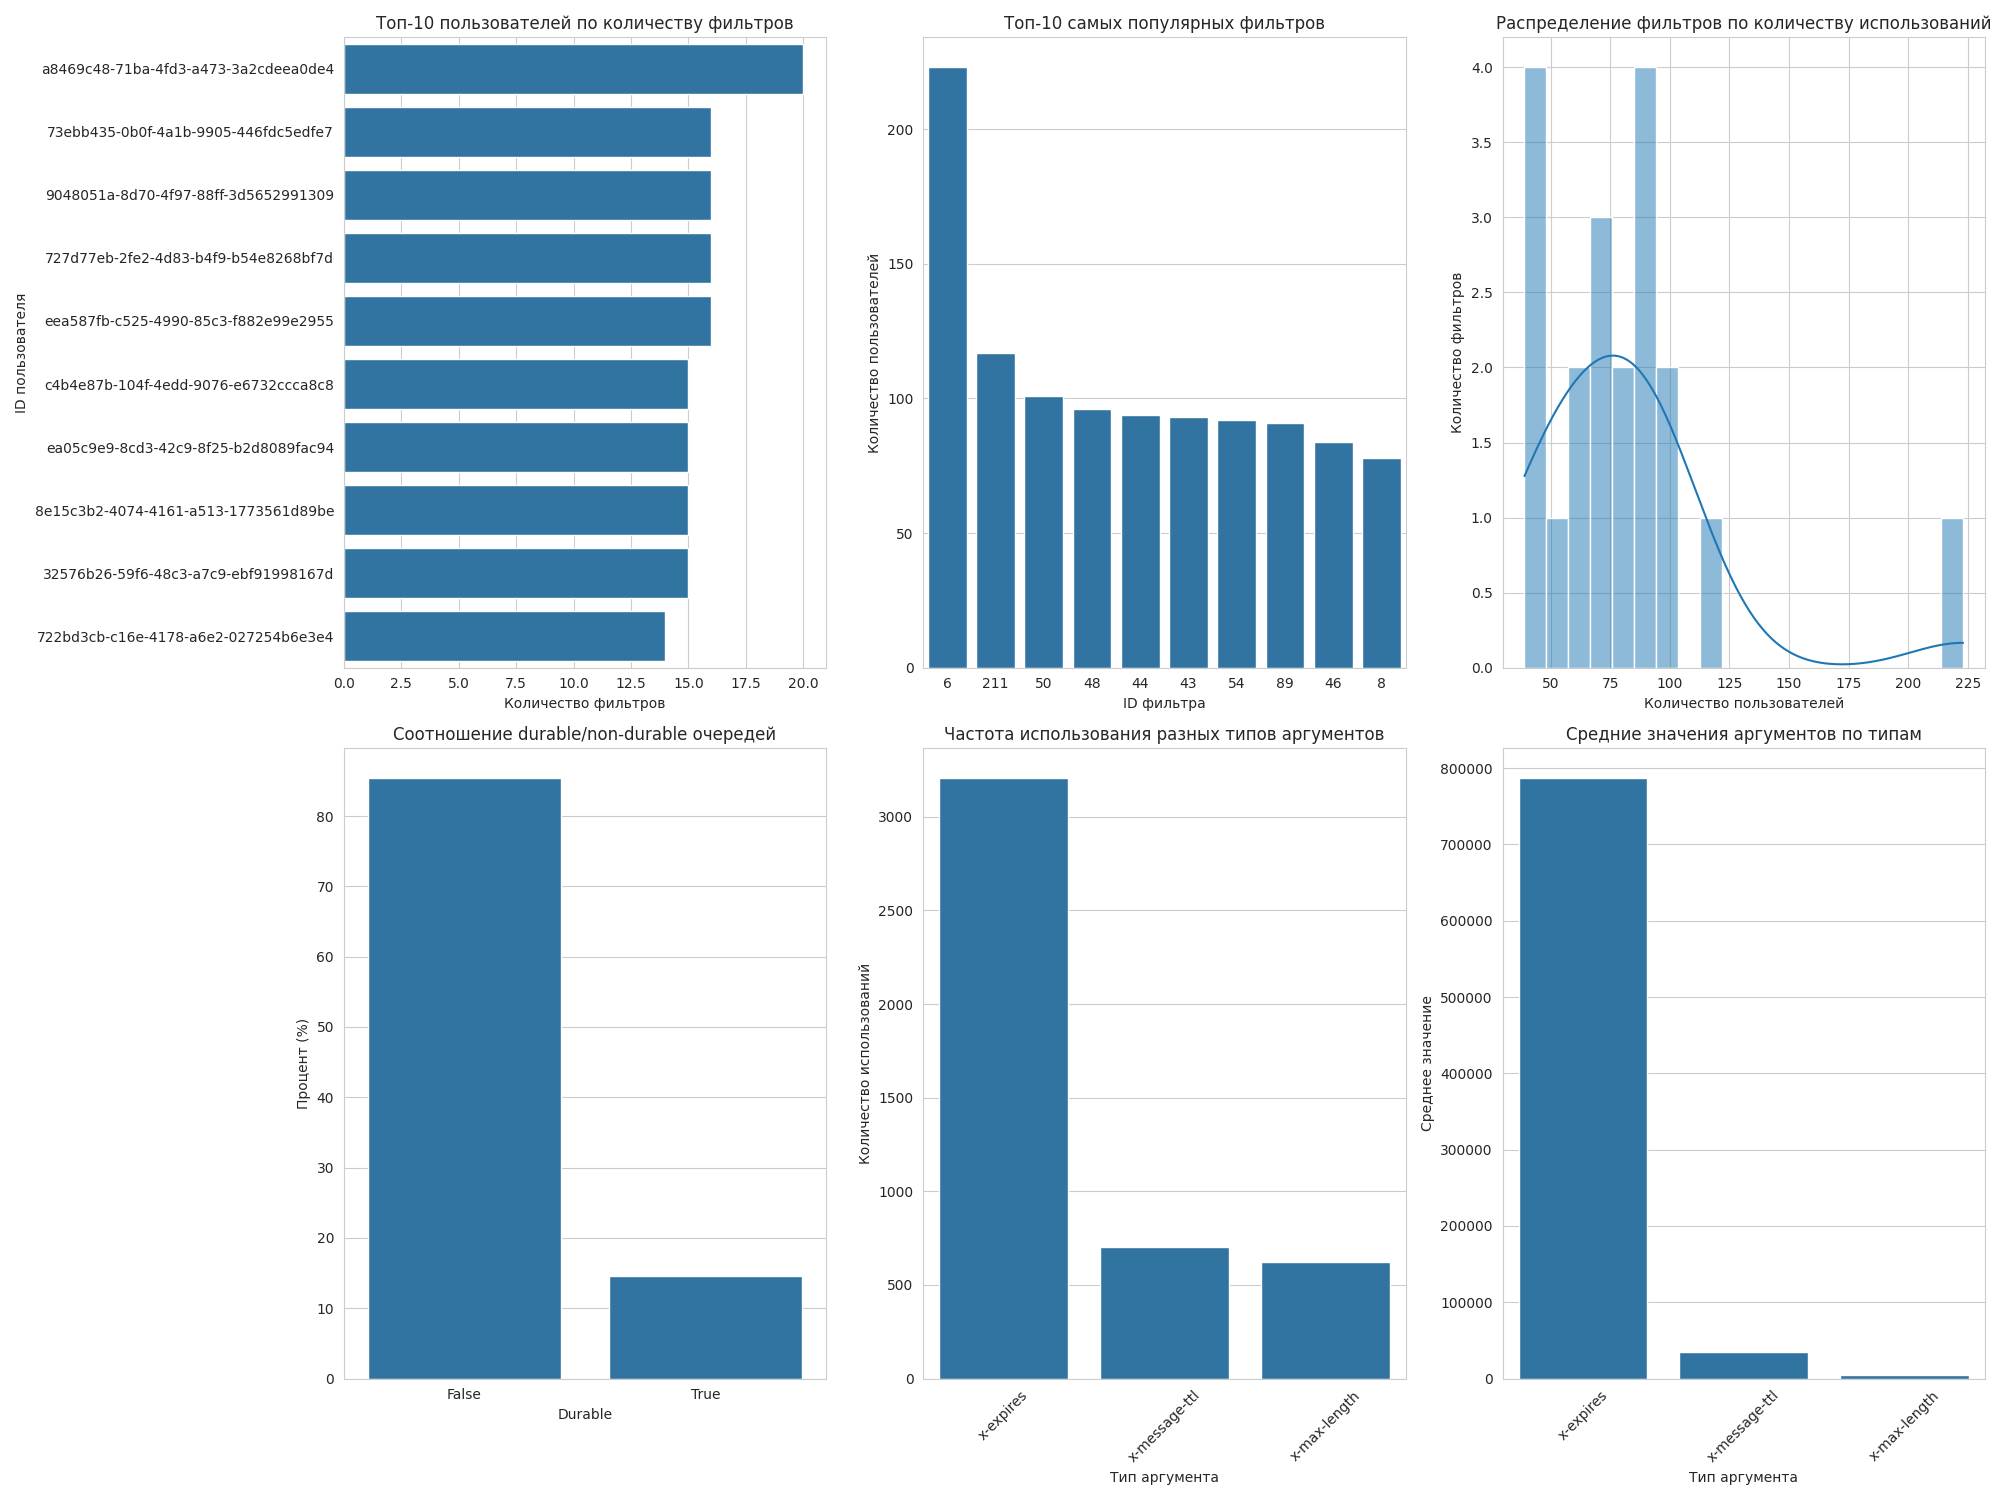 Топ-10 пользователей по количеству фильтров
ID пользователя
a8469c48-71ba-4fd3-a473-3a2cdeea0de4
73ebb435-0b0f-4a1b-9905-446fdc5edfe7
9048051a-8d70-4f97-88ff-3d5652991309
727d77eb-2fe2-4d83-b4f9-b54e8268bf7d
eea587fb-c525-4990-85c3-f882e99e2955
c4b4e87b-104f-4edd-9076-e6732ccca8c8
ea05c9e9-8cd3-42c9-8f25-b2d8089fac94
8e15c3b2-4074-4161-a513-1773561d89be
32576b26-59f6-48c3-a7c9-ebf91998167d
722bd3cb-c16e-4178-a6e2-027254b6e3e4
0.0 2.5 5.0 7.5 10.0 12.5 15.0 17.5 20.0
Количество фильтров
Топ-10 самых популярных фильтров
Количество пользователей
200
150
100
50
0
6 211 50 48 44 43 54 89 46 8
ID фильтра
Распределение фильтров по количеству использований
Количество фильтров
4.0
3.5
3.0
2.5
2.0
1.5
1.0
0.5
0.0
50 75 100 125 150 175 200 225
Количество пользователей
Соотношение durable/non-durable очередей
Процент (%)
80
70
60
50
40
30
20
10
0
False True
Durable
Частота использования разных типов аргументов
Количество использований
3000
2500
2000
1500
1000
500
0
x-expires x-message-ttl x-max-length
Тип аргумента
Средние значения аргументов по типам
Среднее значение
800000
700000
600000
500000
400000
300000
200000
100000
0
x-expires x-message-ttl x-max-length
Тип аргумента